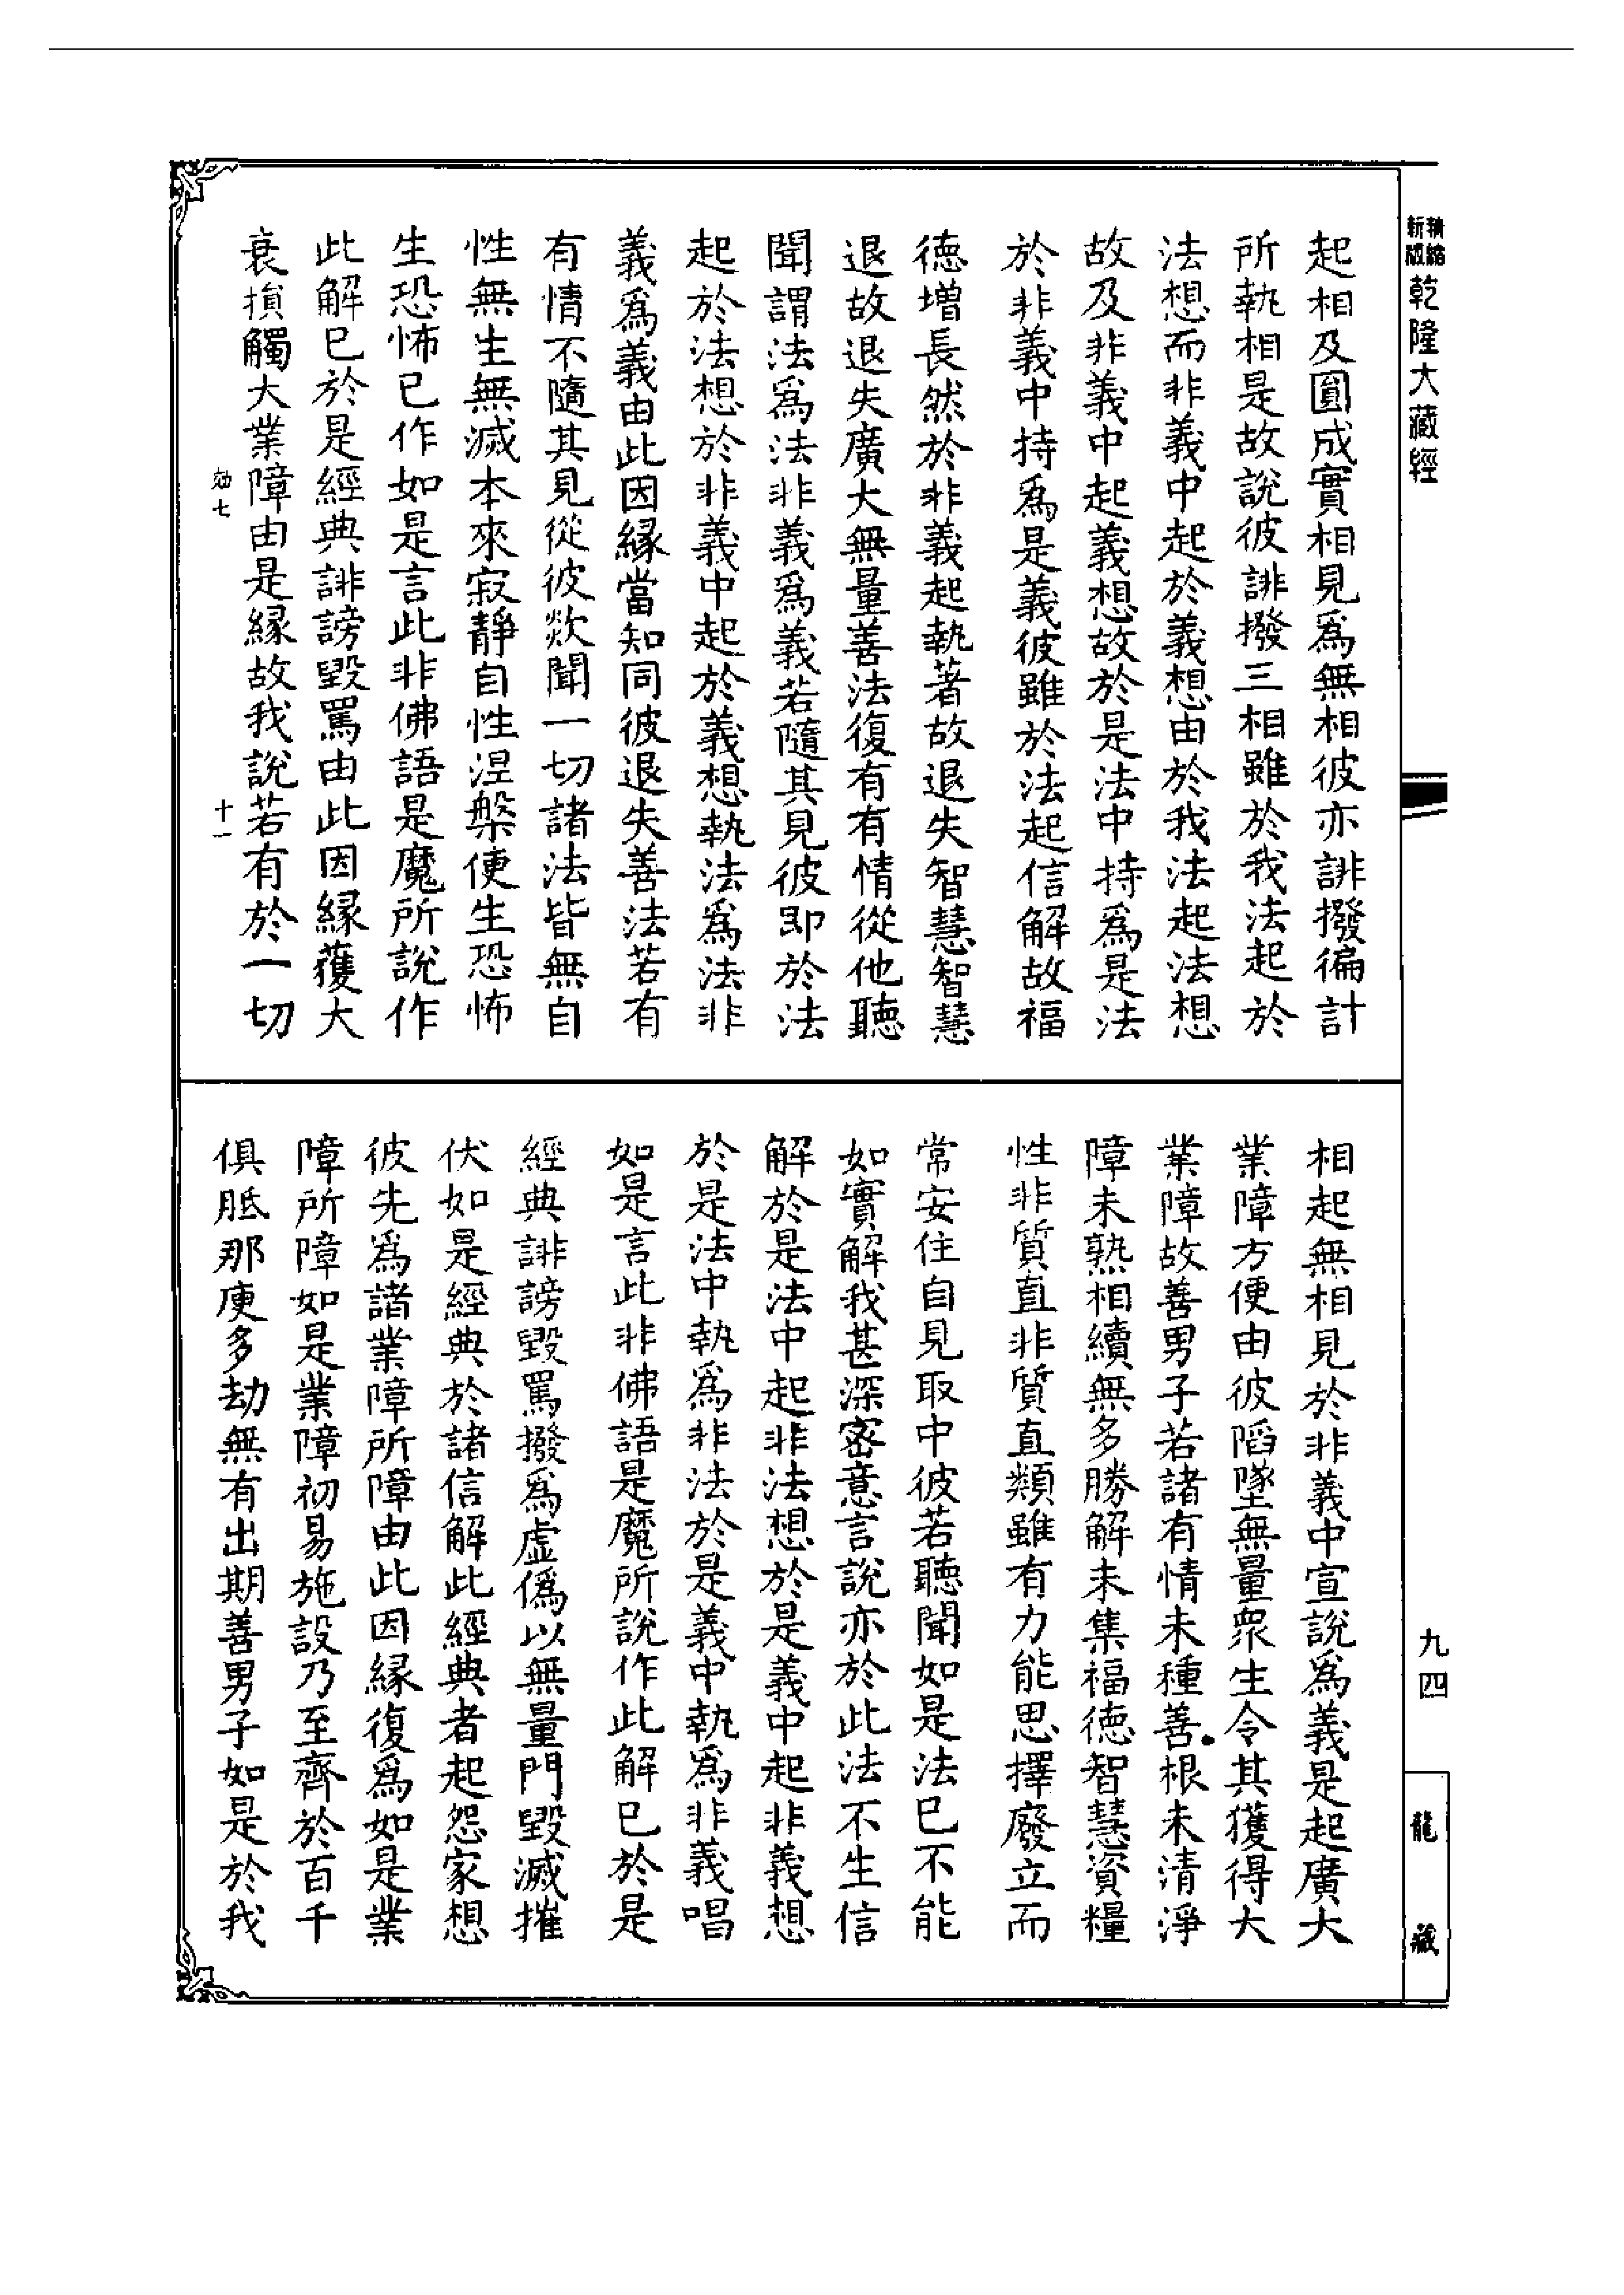 新版精縮
乾隆大藏經
起相及圓成實相見爲無相彼亦誹撥徧計
所執相是故說彼誹撥三相雖於我法起於
法想而非義中起於義想由於我法起法想
故及非義中起義想故於是法中持爲是法
於非義中持爲是義彼雖於法起信解故福
德增長然於非義起執著故退失智慧智慧
退故退失廣大無量善法復有有情從他聽
聞謂法爲法非義爲義若隨其見彼即於法
起於法想於非義中起於義想執法爲法非
義爲義由此因緣當知同彼退失善法若有
有情不隨其見從彼欻聞一切諸法皆無自
性無生無滅本來寂靜自性涅槃便生恐怖
生恐怖已作如是言此非佛語是魔所說作
此解已於是經典誹謗毀罵由此因緣獲大
衰損觸大業障由是緣故我說若有於一切
効七
十一
相起無相見於非義中宣說爲義是起廣大
業障方便由彼陷墜無量衆生令其獲得大
業障故善男子若諸有情未種善根未清淨
障未熟相續無多勝解未集福德智慧資糧
性非質直非質直類雖有力能思擇廢立而
常安住自見取中彼若聽聞如是法已不能
如實解我甚深密意言說亦於此法不生信
解於是法中起非法想於是義中起非義想
於是法中執爲非法於是義中執爲非義唱
如是言此非佛語是魔所說作此解已於是
經典誹謗毀罵撥爲虛僞以無量門毀滅摧
伏如是經典於諸信解此經典者起怨家想
彼先爲諸業障所障由此因緣復爲如是業
障所障如是業障初易施設乃至齊於百千
俱胝那庾多劫無有出期善男子如是於我
九四
龍藏